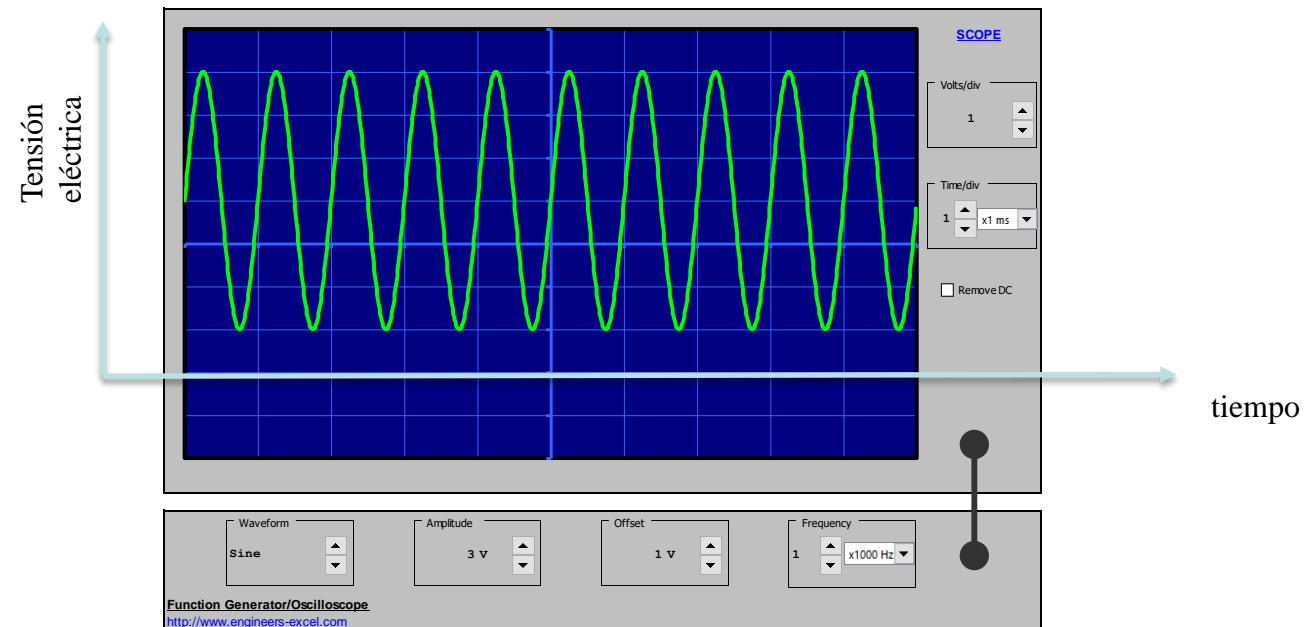 SCOPE
Tensión
eléctrica
Volts/div
1
Time/div
1 x1 ms
Remove DC
tiempo
Waveform Amplitude Offset Frequency
Sine 3 V 1 V 1 x1000 Hz
Function Generator/Oscilloscope
http://www.engineers-excel.com